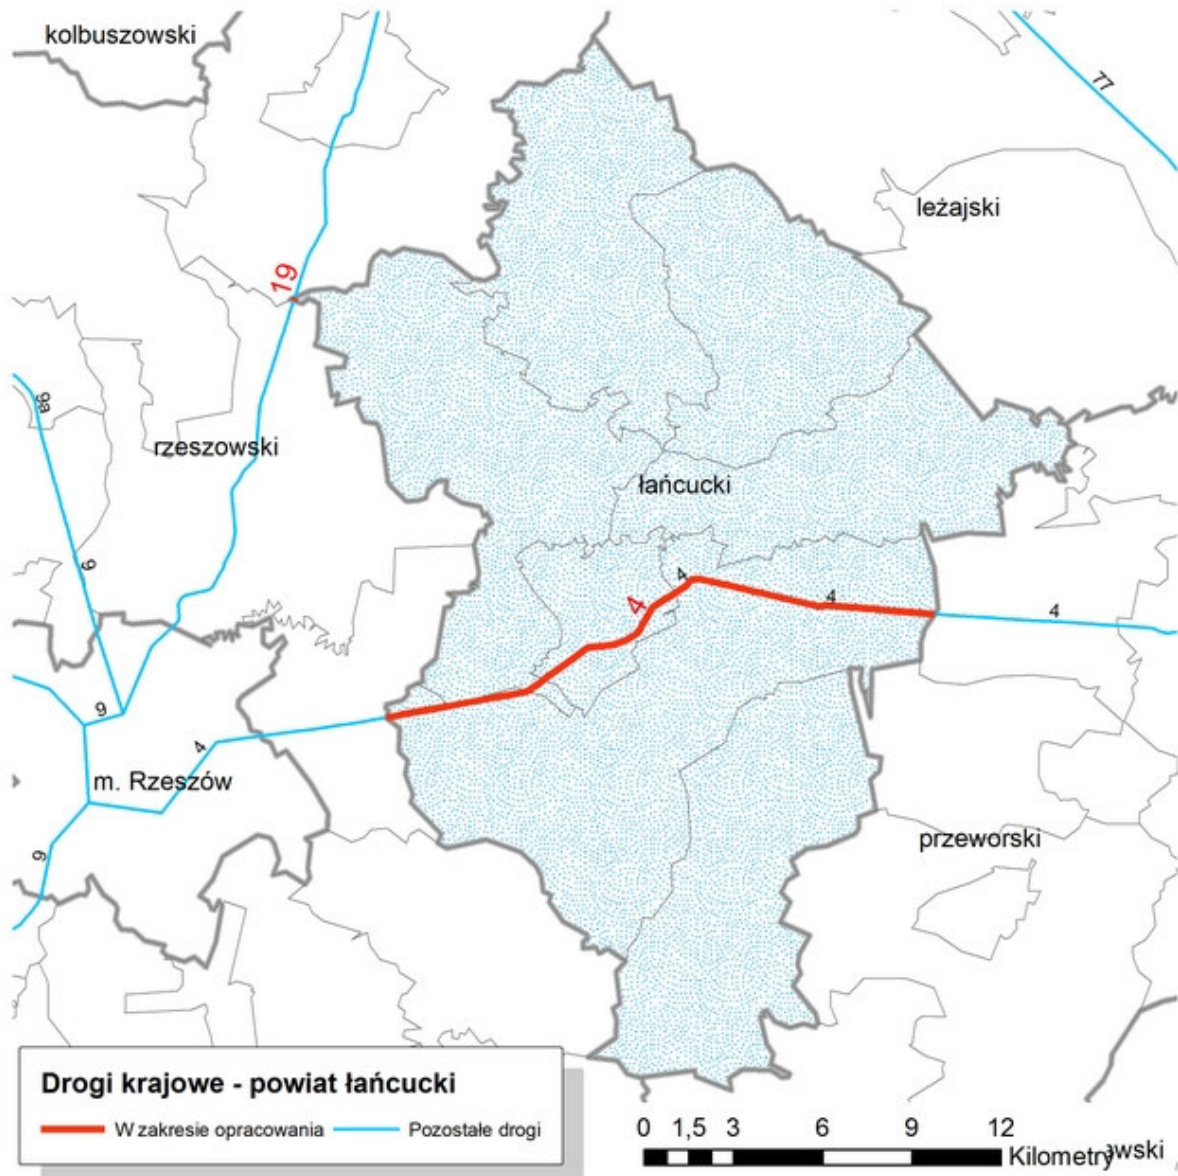 kolbuszowski
77
leżajski
19
9a
rzeszowski
łańcucki
9
4
4
4
4
9
4
m. Rzeszów
9
przeworski
Drogi krajowe - powiat łańcucki
W zakresie opracowania
Pozostałe drogi
0 1,5 3 6 9 12
Kilometry
wski